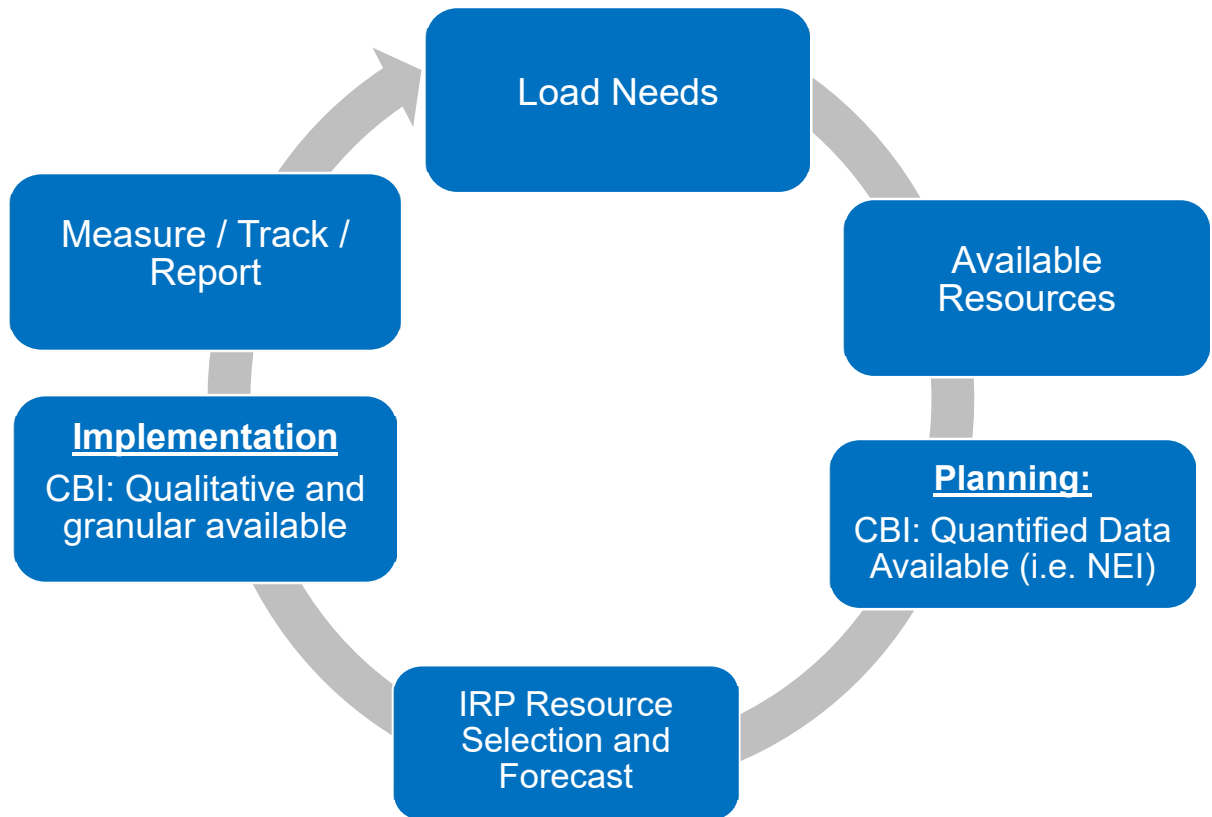 Load Needs
Available
Resources
Planning:
CBI: Quantified Data
Available (i.e. NEI)
IRP Resource
Selection and
Forecast
Implementation
CBI: Qualitative and
granular available
Measure / Track /
Report